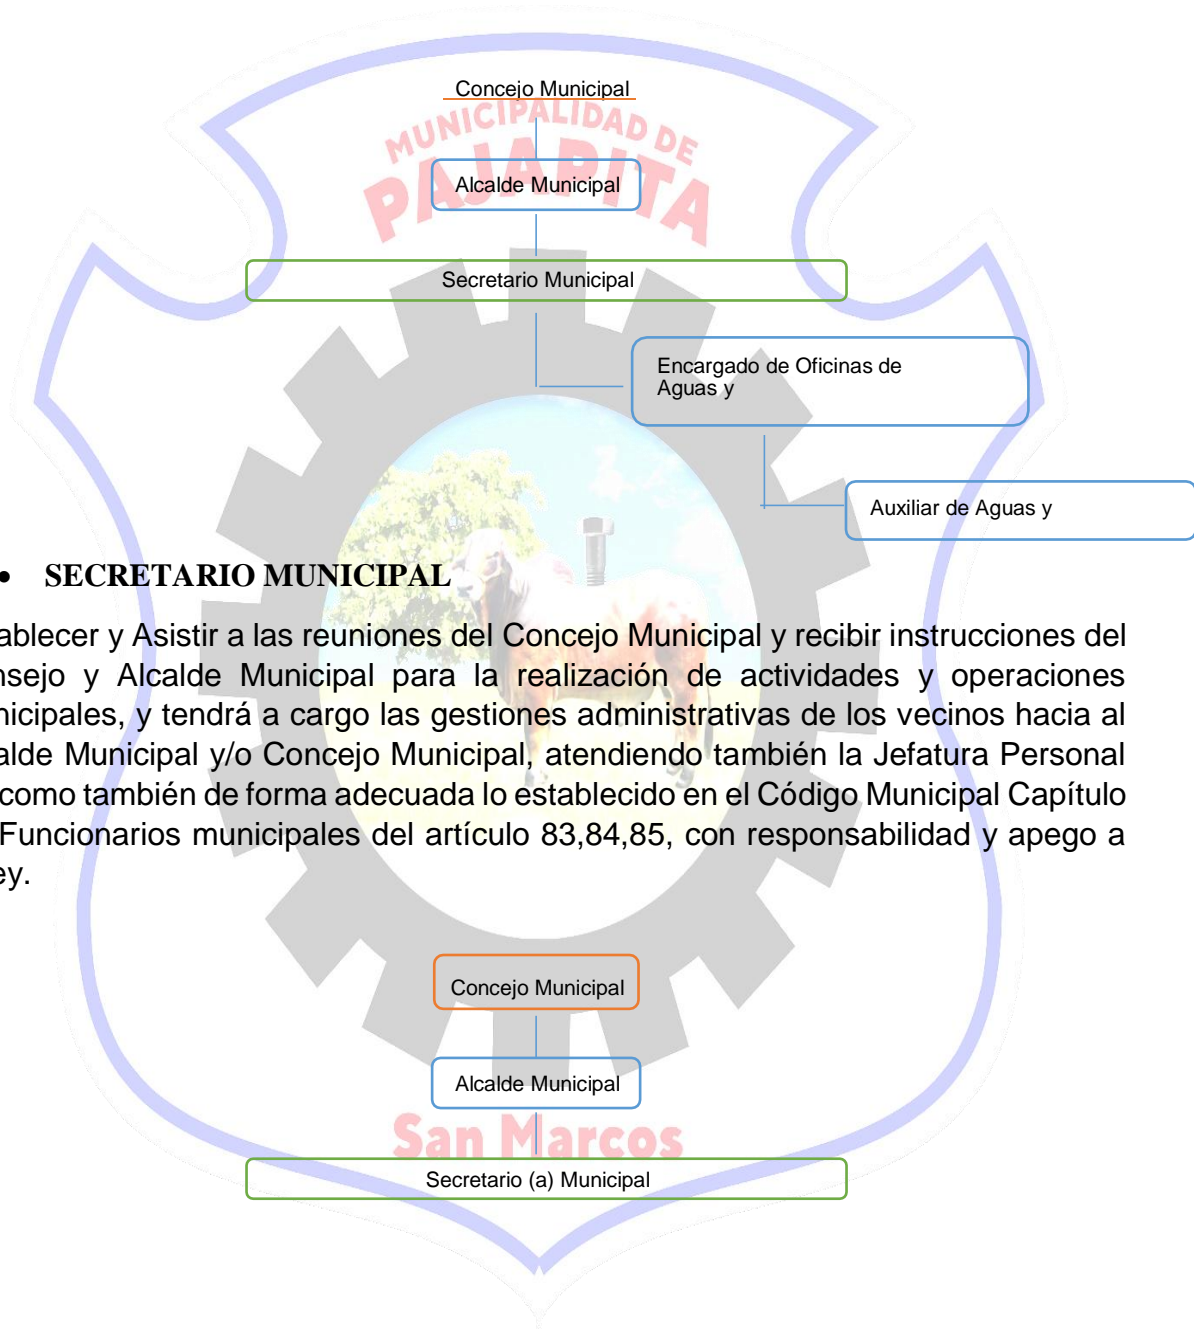 Concejo Municipal
MUNICIPALIDAD DE
PAJAPITA
Alcalde Municipal
Secretario Municipal
Encargado de Oficinas de
Aguas y
Auxiliar de Aguas y
• SECRETARIO MUNICIPAL
ablecer y Asistir a las reuniones del Concejo Municipal y recibir instrucciones del
nsejo y Alcalde Municipal para la realización de actividades y operaciones
nicipales, y tendrá a cargo las gestiones administrativas de los vecinos hacia al
alde Municipal y/o Concejo Municipal, atendiendo también la Jefatura Personal
como también de forma adecuada lo establecido en el Código Municipal Capítulo
Funcionarios municipales del artículo 83,84,85, con responsabilidad y apego a
ey.
Concejo Municipal
Alcalde Municipal
San Marcos
Secretario (a) Municipal